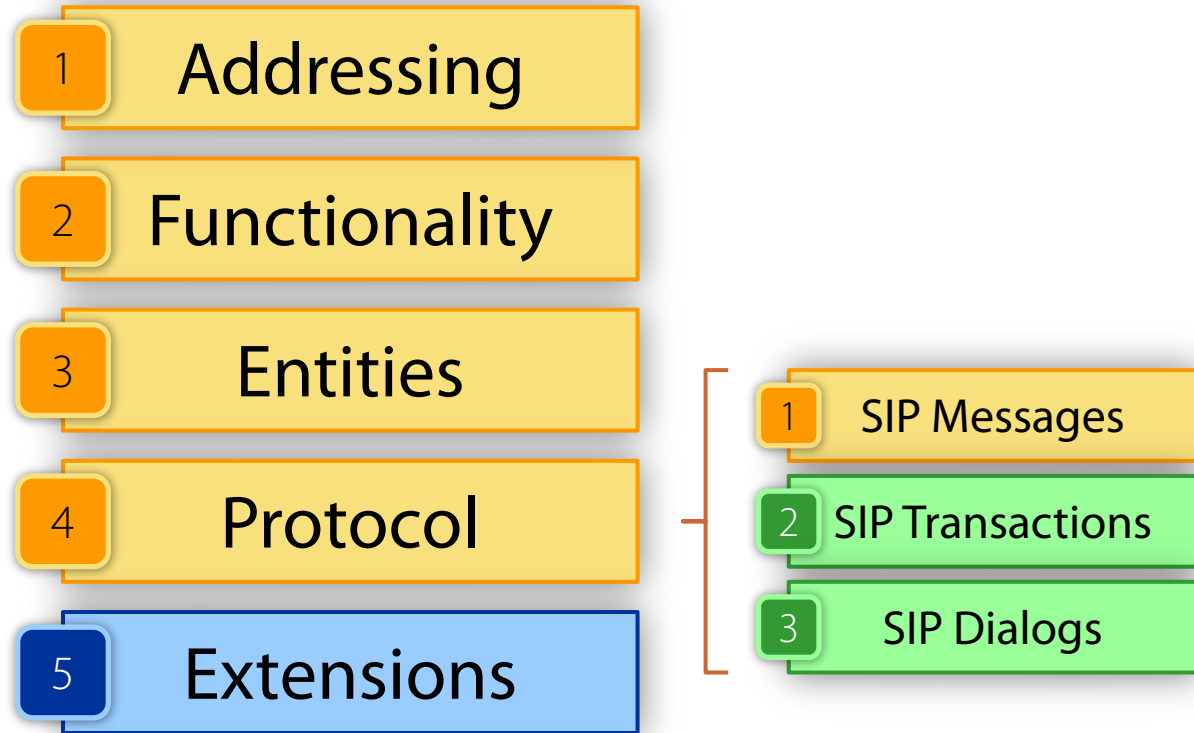 1 Addressing
2 Functionality
3 Entities
4 Protocol
5 Extensions
1 SIP Messages
2 SIP Transactions
3 SIP Dialogs